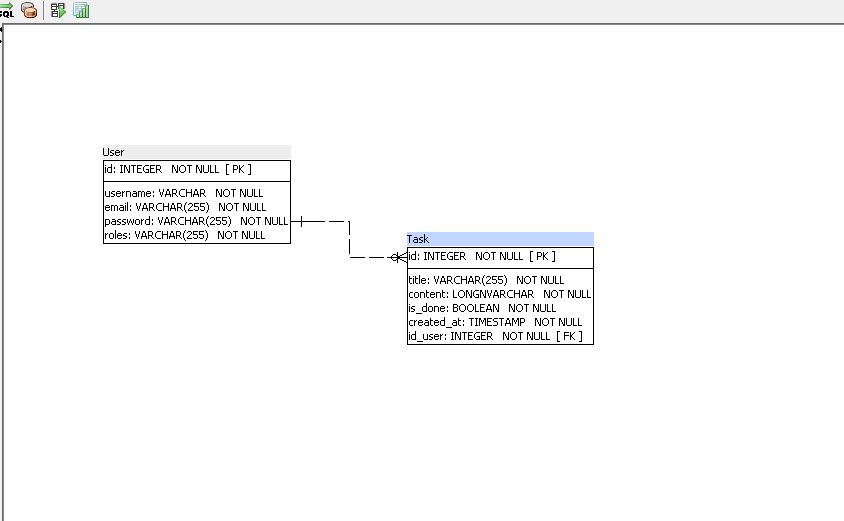 SQL
User
id: INTEGER NOT NULL [ PK ]
username: VARCHAR NOT NULL
email: VARCHAR(255) NOT NULL
password: VARCHAR(255) NOT NULL
roles: VARCHAR(255) NOT NULL
Task
id: INTEGER NOT NULL [ PK ]
title: VARCHAR(255) NOT NULL
content: LONGNVARCHAR NOT NULL
is_done: BOOLEAN NOT NULL
created_at: TIMESTAMP NOT NULL
id_user: INTEGER NOT NULL [ FK ]